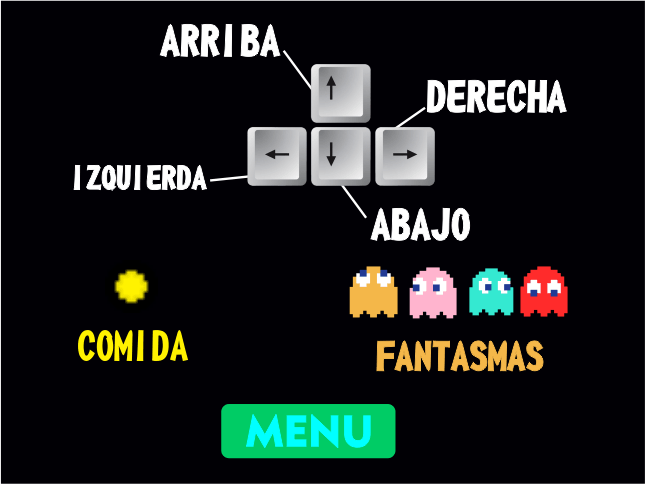 ARRIBA
DERECHA
IZQUIERDA
ABAJO
COMIDA
FANTASMAS
MENU